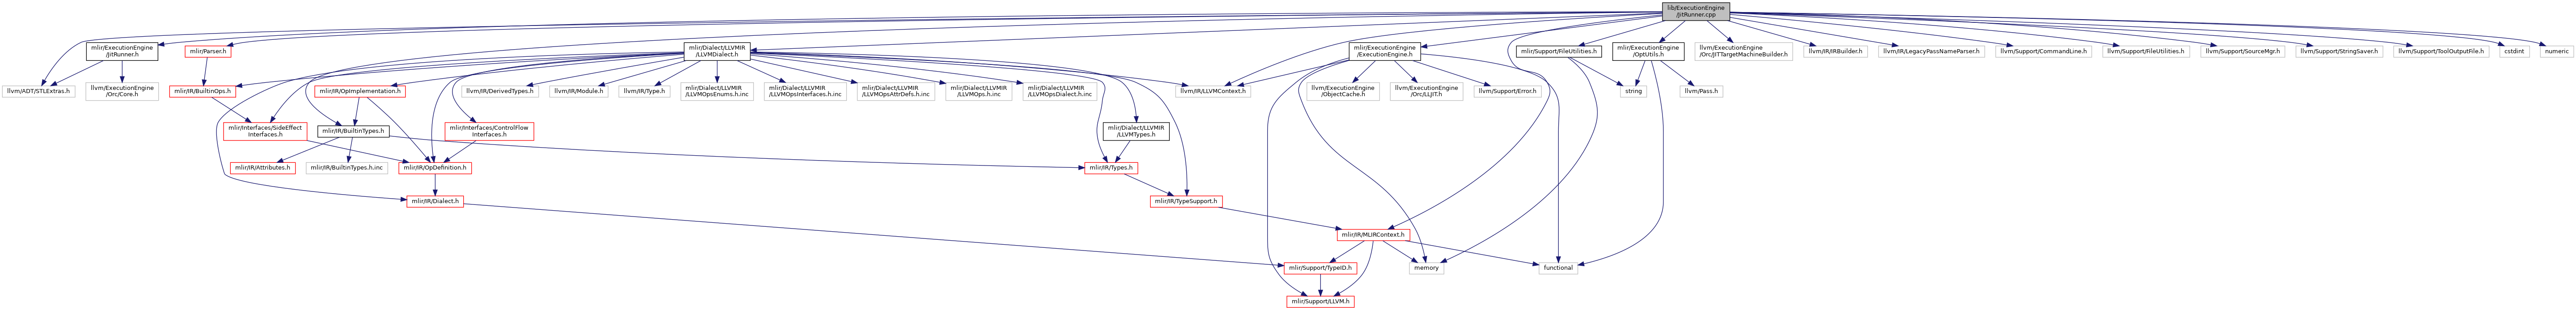 lib/ExecutionEngine
/JitRunner.cpp
mlir/ExecutionEngine
/JitRunner.h
mlir/Parser.h
mlir/Dialect/LLVMIR
/LLVMDialect.h
mlir/ExecutionEngine
/ExecutionEngine.h
mlir/Support/FileUtilities.h
mlir/ExecutionEngine
/OptUtils.h
llvm/ExecutionEngine
/Orc/JITTargetMachineBuilder.h
llvm/IR/IRBuilder.h
llvm/IR/LegacyPassNameParser.h
llvm/Support/CommandLine.h
llvm/Support/FileUtilities.h
llvm/Support/SourceMgr.h
llvm/Support/StringSaver.h
llvm/Support/ToolOutputFile.h
cstdint
numeric
llvm/ADT/STLExtras.h
llvm/ExecutionEngine
/Orc/Core.h
mlir/IR/BuiltinOps.h
mlir/IR/OpImplementation.h
llvm/IR/DerivedTypes.h
llvm/IR/Module.h
llvm/IR/Type.h
mlir/Dialect/LLVMIR
/LLVMOpsEnums.h.inc
mlir/Dialect/LLVMIR
/LLVMOpsInterfaces.h.inc
mlir/Dialect/LLVMIR
/LLVMOpsAttrDefs.h.inc
mlir/Dialect/LLVMIR
/LLVMOps.h.inc
mlir/Dialect/LLVMIR
/LLVMOpsDialect.h.inc
llvm/IR/LLVMContext.h
llvm/ExecutionEngine
/ObjectCache.h
llvm/ExecutionEngine
/Orc/LLJIT.h
llvm/Support/Error.h
string
llvm/Pass.h
mlir/Interfaces/SideEffect
Interfaces.h
mlir/IR/BuiltinTypes.h
mlir/Interfaces/ControlFlow
Interfaces.h
mlir/Dialect/LLVMIR
/LLVMTypes.h
mlir/IR/Attributes.h
mlir/IR/BuiltinTypes.h.inc
mlir/IR/OpDefinition.h
mlir/IR/Types.h
mlir/IR/Dialect.h
mlir/IR/TypeSupport.h
mlir/IR/MLIRContext.h
mlir/Support/TypeID.h
memory
functional
mlir/Support/LLVM.h